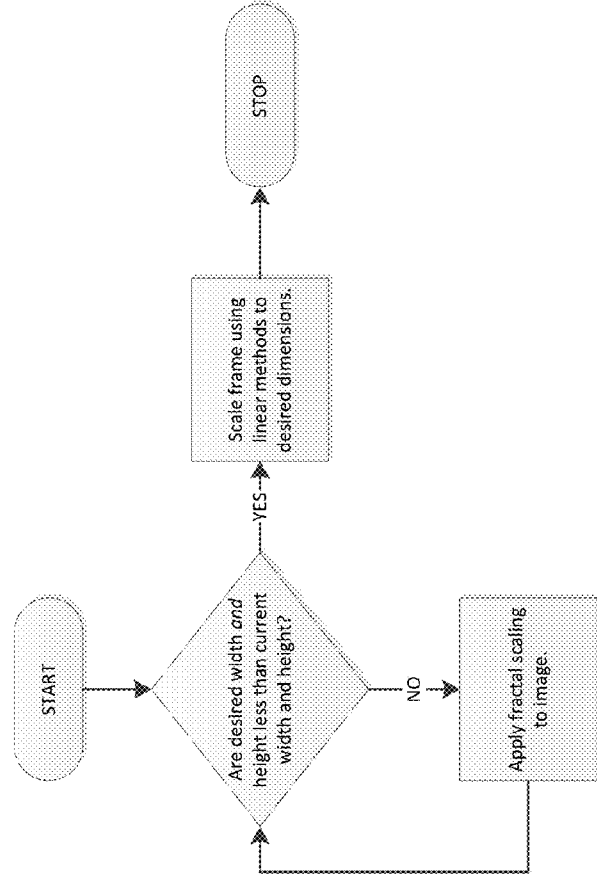 START
Are desired width and
height less than current
width and height?
YES
Scale frame using
linear methods to
desired dimensions.
STOP
NO
Apply fractal scaling
to image.